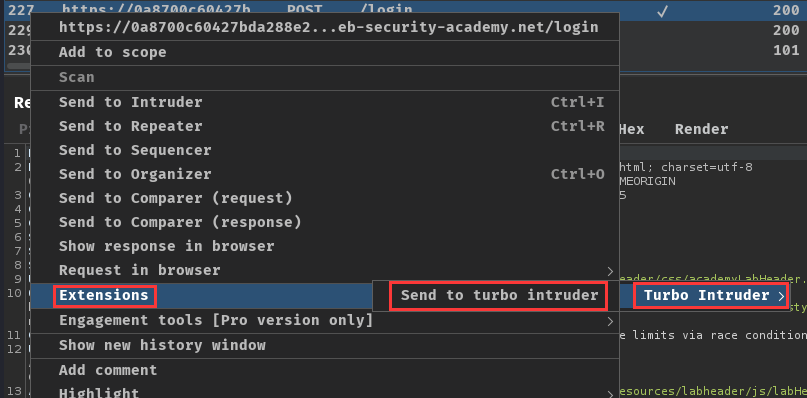 227 https://0a8700c60427b POST /login ✓ 200
https://0a8700c60427bda288e2...eb-security-academy.net/login
229 200
Add to scope
230 101
Scan
Send to Intruder Ctrl+I
Send to Repeater Ctrl+R
Hex Render
Send to Sequencer
1
2 html; charset=utf-8
Send to Organizer Ctrl+O
MEORIGIN
3 5
Send to Comparer (request)
4
5
Send to Comparer (response)
6
7
Show response in browser
8
Request in browser >
9 eader/css/academyLabHeader.
10
Extensions Send to turbo intruder Turbo Intruder >
Engagement tools [Pro version only] >
11 e limits via race condition
Show new history window
12
Add comment
13 esources/labheader/js/labHe
Highlight >